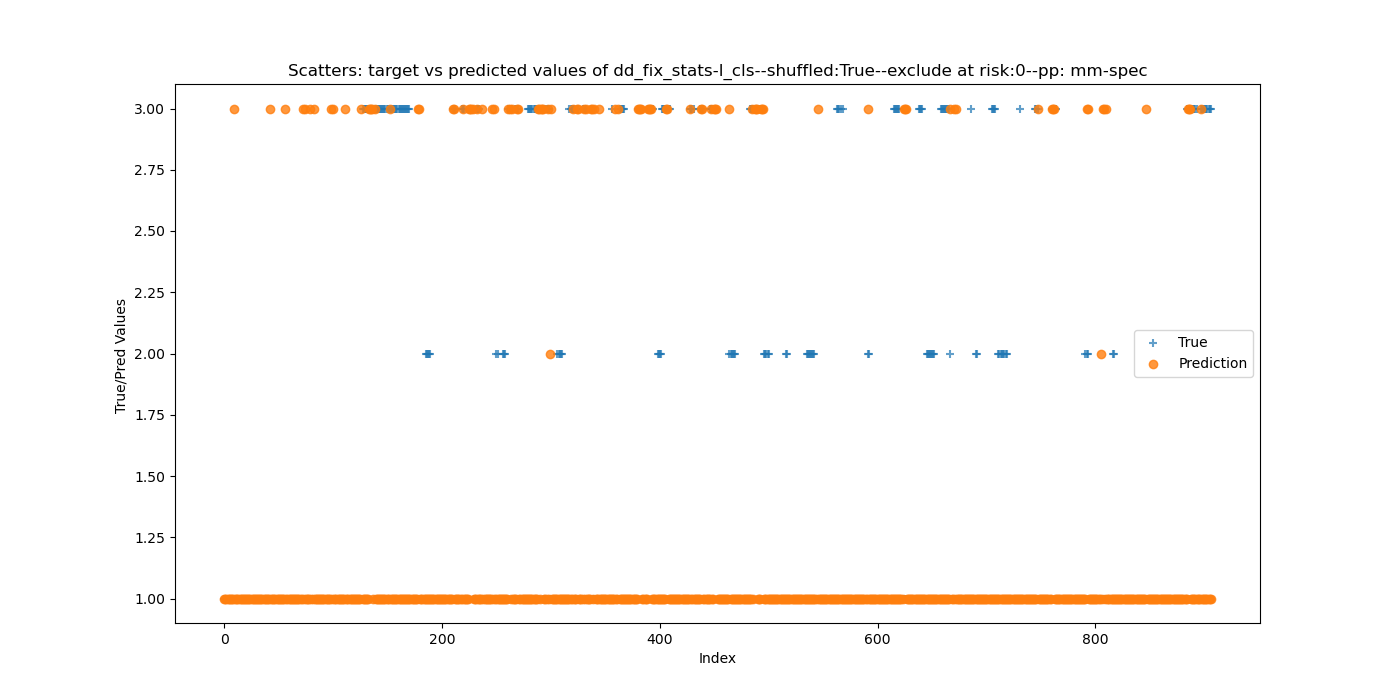 Scatters: target vs predicted values of dd_fix_stats-l_cls--shuffled:True--exclude at risk:0--pp: mm-spec
True/Pred Values
3.00
2.75
2.50
2.25
2.00
1.75
1.50
1.25
1.00
True
Prediction
0 200 400 600 800
Index